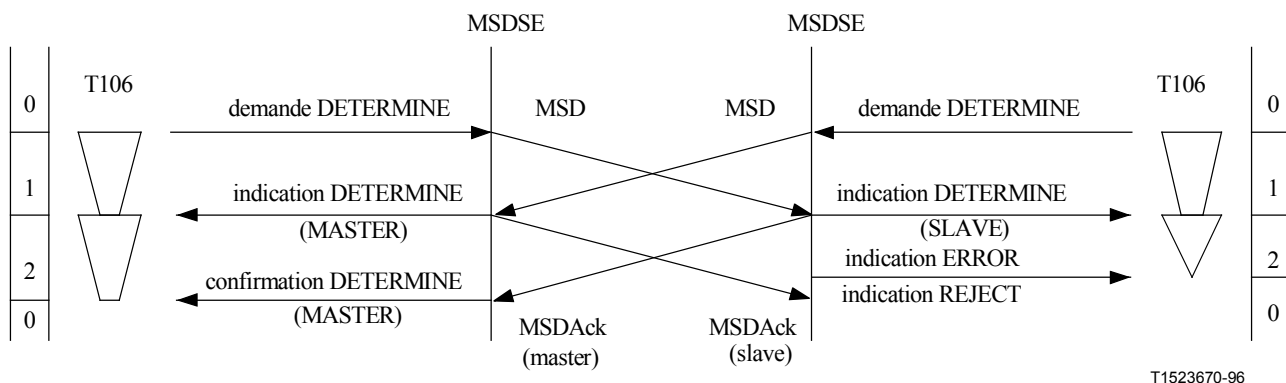 MSDSE MSDSE
T106 T106
0 0
demande DETERMINE MSD MSD demande DETERMINE
1 1
indication DETERMINE indication DETERMINE
(MASTER) (SLAVE)
2 indication ERROR 2
confirmation DETERMINE indication REJECT
(MASTER)
0 0
MSDAck MSDAck
(master) (slave)
T1523670-96